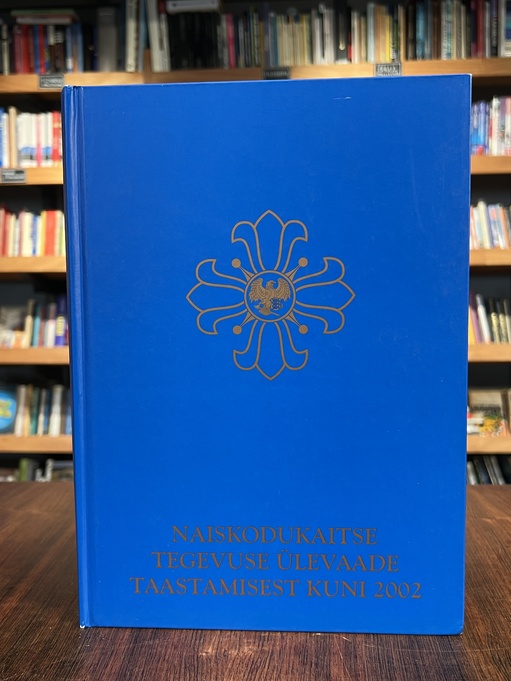 NAISKODUKAITSE
TEGEVUSE ÜLEVAADE
TAASTAMISEST KUNI 2002